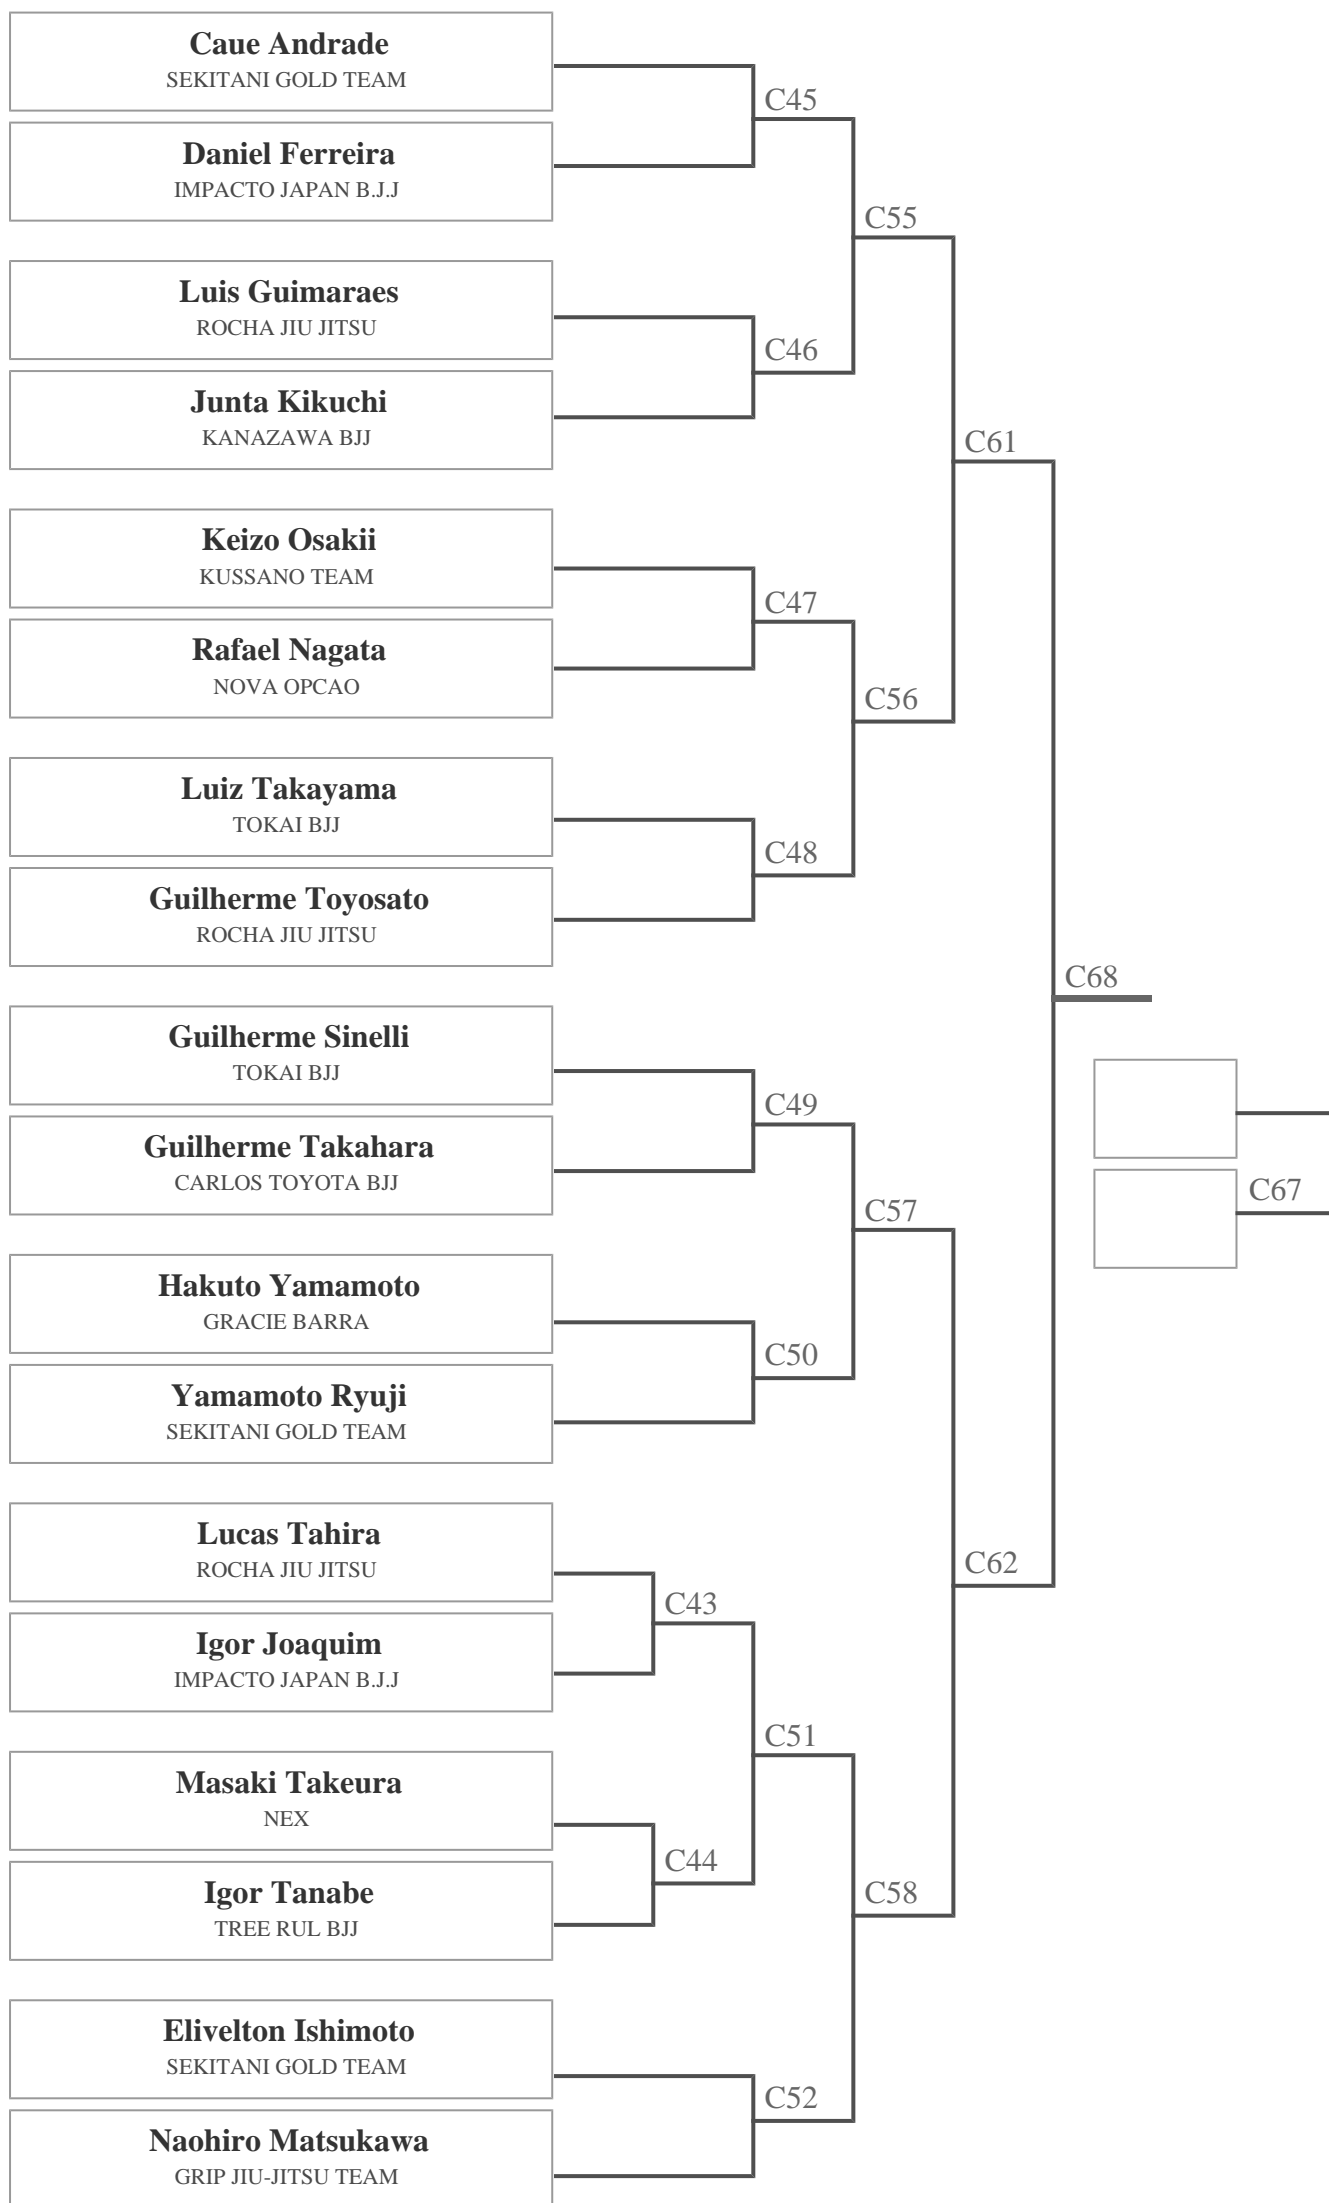 Caue Andrade
SEKITANI GOLD TEAM
C45
Daniel Ferreira
IMPACTO JAPAN B.J.J
C55
Luis Guimaraes
ROCHA JIU JITSU
C46
Junta Kikuchi
KANAZAWA BJJ
C61
Keizo Osakii
KUSSANO TEAM
C47
Rafael Nagata
NOVA OPCAO
C56
Luiz Takayama
TOKAI BJJ
C48
Guilherme Toyosato
ROCHA JIU JITSU
C68
Guilherme Sinelli
TOKAI BJJ
C49
Guilherme Takahara
CARLOS TOYOTA BJJ
C67
C57
Hakuto Yamamoto
GRACIE BARRA
C50
Yamamoto Ryuji
SEKITANI GOLD TEAM
Lucas Tahira
ROCHA JIU JITSU
C62
C43
Igor Joaquim
IMPACTO JAPAN B.J.J
C51
Masaki Takeura
NEX
C44
Igor Tanabe
TREE RUL BJJ
C58
Elivelton Ishimoto
SEKITANI GOLD TEAM
C52
Naohiro Matsukawa
GRIP JIU-JITSU TEAM